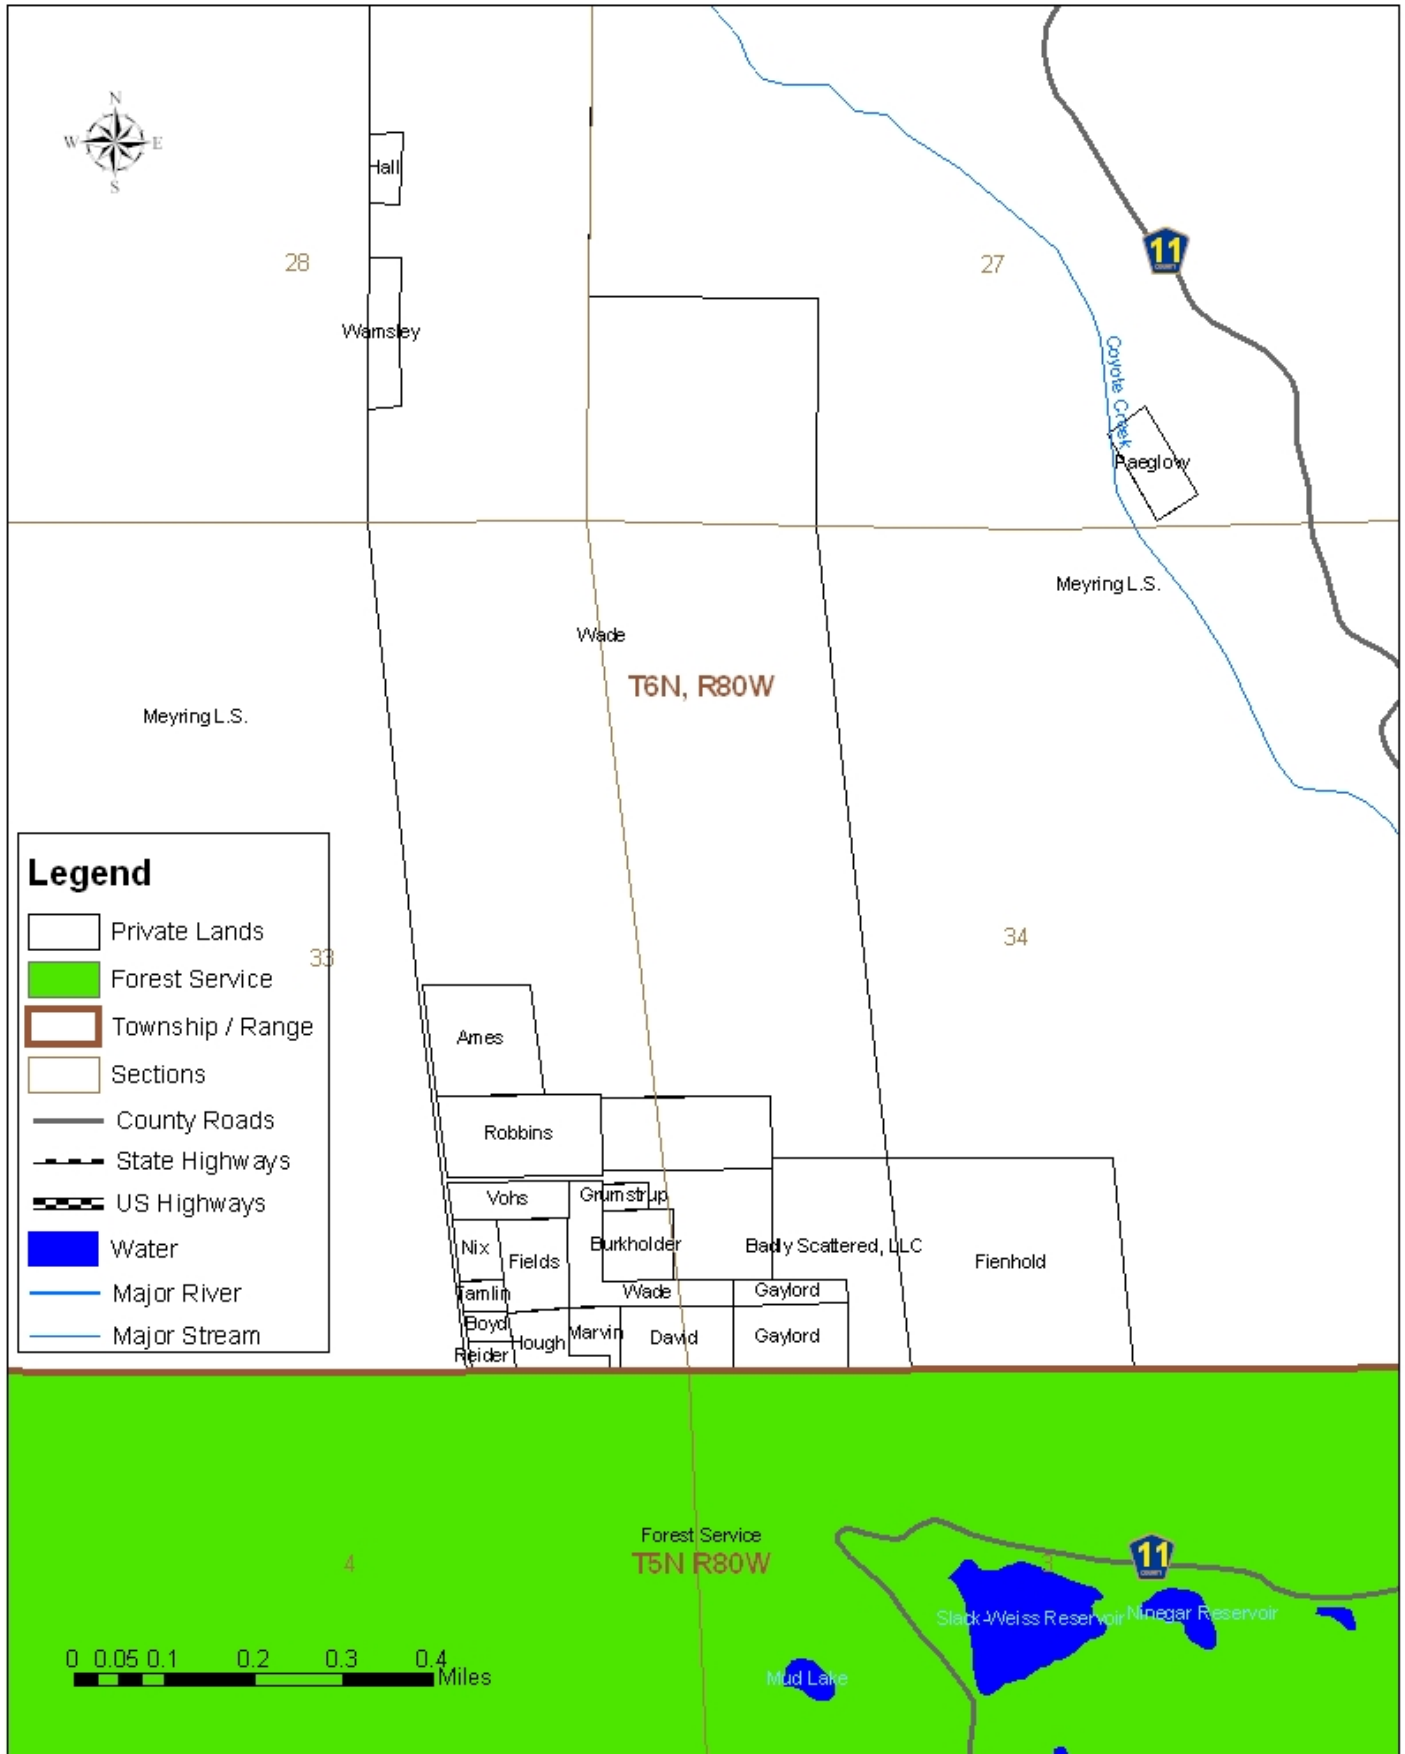 N
W E
S
Hall
28
27
11
COUNTY
Wamsley
Coyote Creek
Paeglow
Meyring L.S.
Wade
T6N, R80W
Meyring L.S.
Legend
Private Lands
Forest Service
Township / Range
Sections
County Roads
State Highways
US Highways
Water
Major River
Major Stream
33
34
Ames
Robbins
Vohs
Grumstrup
Nix
Fields
Burkholder
Badly Scattered, LLC
Fienhold
Tamlin
Wade
Gaylord
Boyd
Hough
Marvin
David
Gaylord
Reider
Forest Service
4
T5N R80W
3
11
COUNTY
Slack-Weiss Reservoir
Ninegar Reservoir
Mud Lake
0 0.05 0.1 0.2 0.3 0.4
Miles